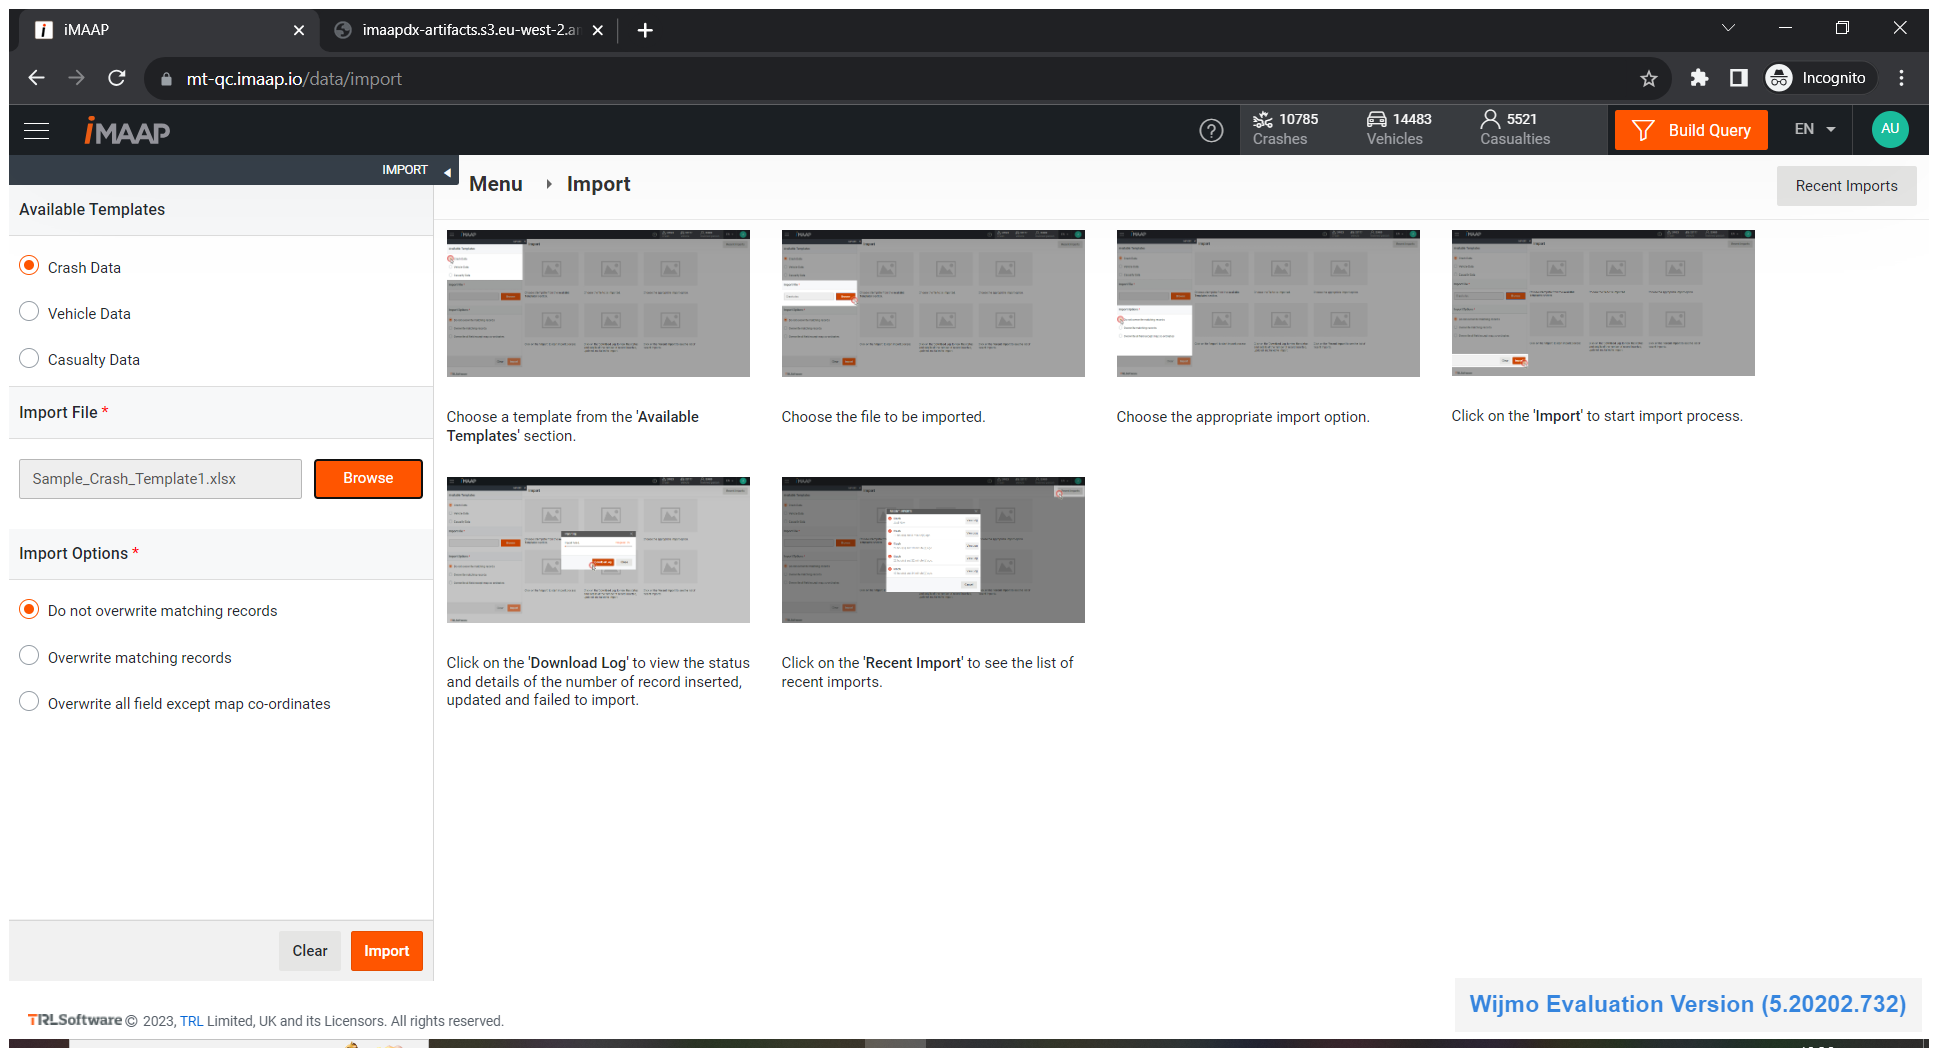 iMAAP
imaapdx-artifacts.s3.eu-west-2.am
mt-qc.imaap.io/data/import
Incognito
iMAAP
10785
Crashes
14483
Vehicles
5521
Casualties
Build Query
EN
AU
IMPORT
Menu
Import
Recent Imports
Available Templates
Crash Data
Vehicle Data
Casualty Data
Import File *
Sample_Crash_Template1.xlsx
Browse
Import Options *
Do not overwrite matching records
Overwrite matching records
Overwrite all field except map co-ordinates
Clear
Import
Choose a template from the 'Available
Templates' section.
Choose the file to be imported.
Choose the appropriate import option.
Click on the 'Import' to start import process.
Click on the 'Download Log' to view the status
and details of the number of record inserted,
updated and failed to import.
Click on the 'Recent Import' to see the list of
recent imports.
Wijmo Evaluation Version (5.20202.732)
TRLSoftware © 2023, TRL Limited, UK and its Licensors. All rights reserved.